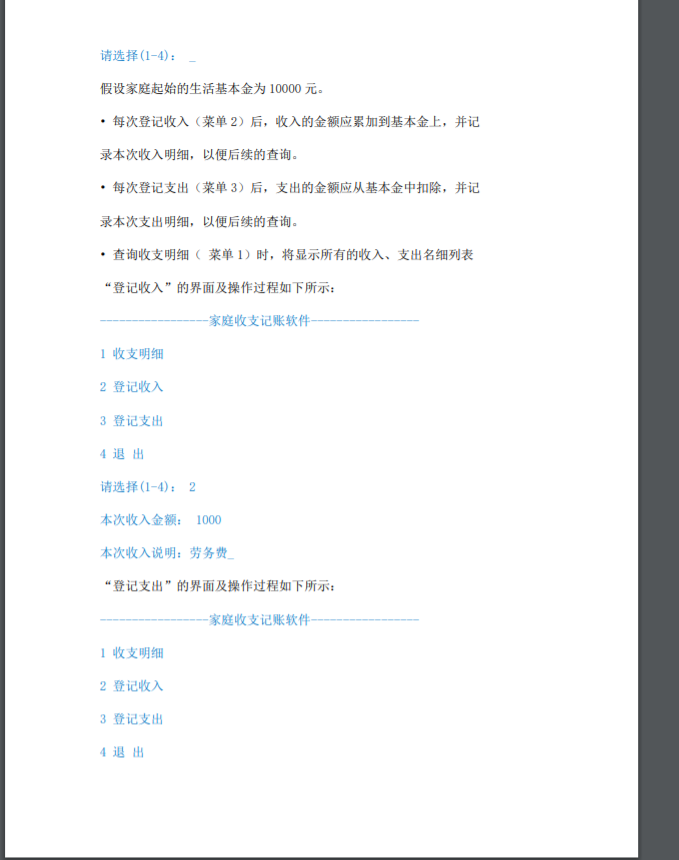 请选择(1-4)： _
假设家庭起始的生活基本金为 10000 元。
• 每次登记收入（菜单 2）后，收入的金额应累加到基本金上，并记
录本次收入明细，以便后续的查询。
• 每次登记支出（菜单 3）后，支出的金额应从基本金中扣除，并记
录本次支出明细，以便后续的查询。
• 查询收支明细（ 菜单 1）时，将显示所有的收入、支出名细列表
“登记收入”的界面及操作过程如下所示：
-----------------家庭收支记账软件-----------------
1 收支明细
2 登记收入
3 登记支出
4 退 出
请选择(1-4)： 2
本次收入金额： 1000
本次收入说明：劳务费_
“登记支出”的界面及操作过程如下所示：
-----------------家庭收支记账软件-----------------
1 收支明细
2 登记收入
3 登记支出
4 退 出